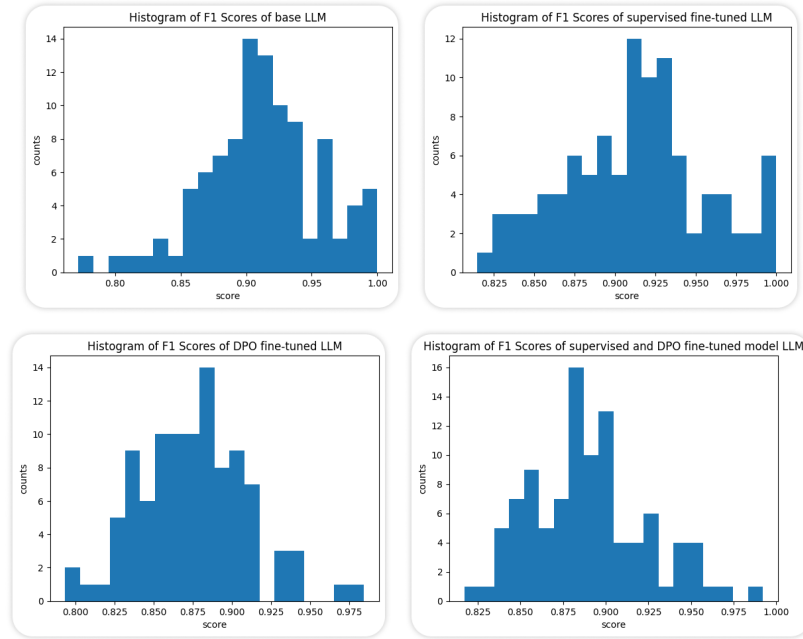 Histogram of F1 Scores of base LLM
14
12
10
8
6
4
2
0
counts
0.80 0.85 0.90 0.95 1.00
score
Histogram of F1 Scores of supervised fine-tuned LLM
12
10
8
6
4
2
0
counts
0.825 0.850 0.875 0.900 0.925 0.950 0.975 1.000
score
Histogram of F1 Scores of DPO fine-tuned LLM
14
12
10
8
6
4
2
0
counts
0.800 0.825 0.850 0.875 0.900 0.925 0.950 0.975
score
Histogram of F1 Scores of supervised and DPO fine-tuned model LLM
16
14
12
10
8
6
4
2
0
counts
0.825 0.850 0.875 0.900 0.925 0.950 0.975 1.000
score